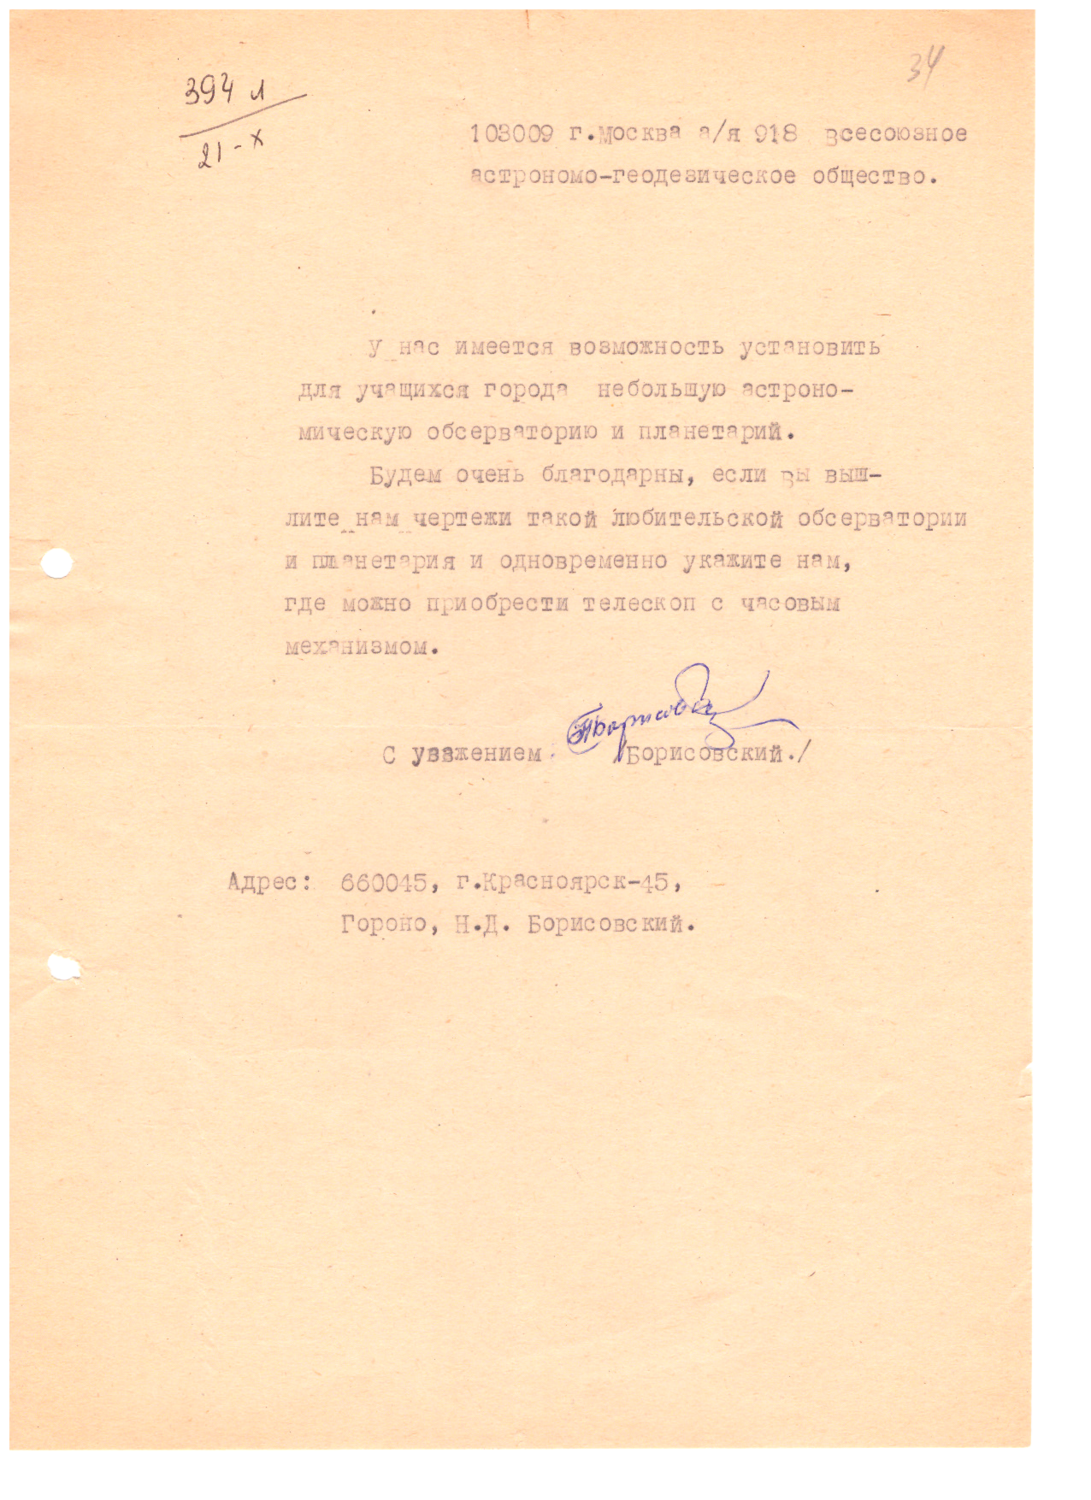 34
394 л
21-х
103009 г.Москва а/я 918 Всесоюзное
астрономо-геодезическое общество.
У нас имеется возможность установить
для учащихся города небольшую астроно-
мическую обсерваторию и планетарий.
Будем очень благодарны, если вы выш-
лите нам чертежи такой любительской обсерватории
и планетария и одновременно укажите нам,
где можно приобрести телескоп с часовым
механизмом.
С уважением /Борисовский./
Адрес: 660045, г.Красноярск-45,
Гороно, Н.Д. Борисовский.